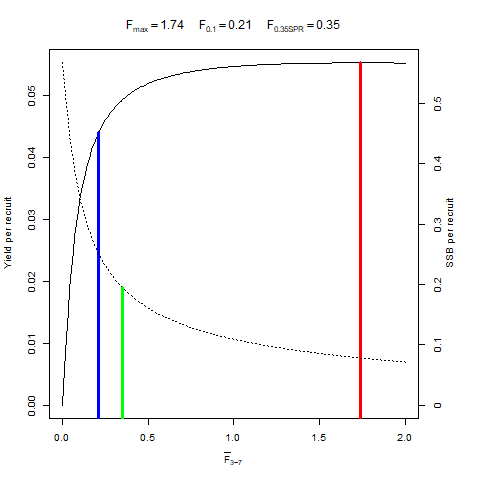 Fmax = 1.74 F0.1 = 0.21 F0.35SPR = 0.35
Yield per recruit
0.00 0.01 0.02 0.03 0.04 0.05
0 0.1 0.2 0.3 0.4 0.5
SSB per recruit
0.0 0.5 1.0 1.5 2.0
F̅3−7